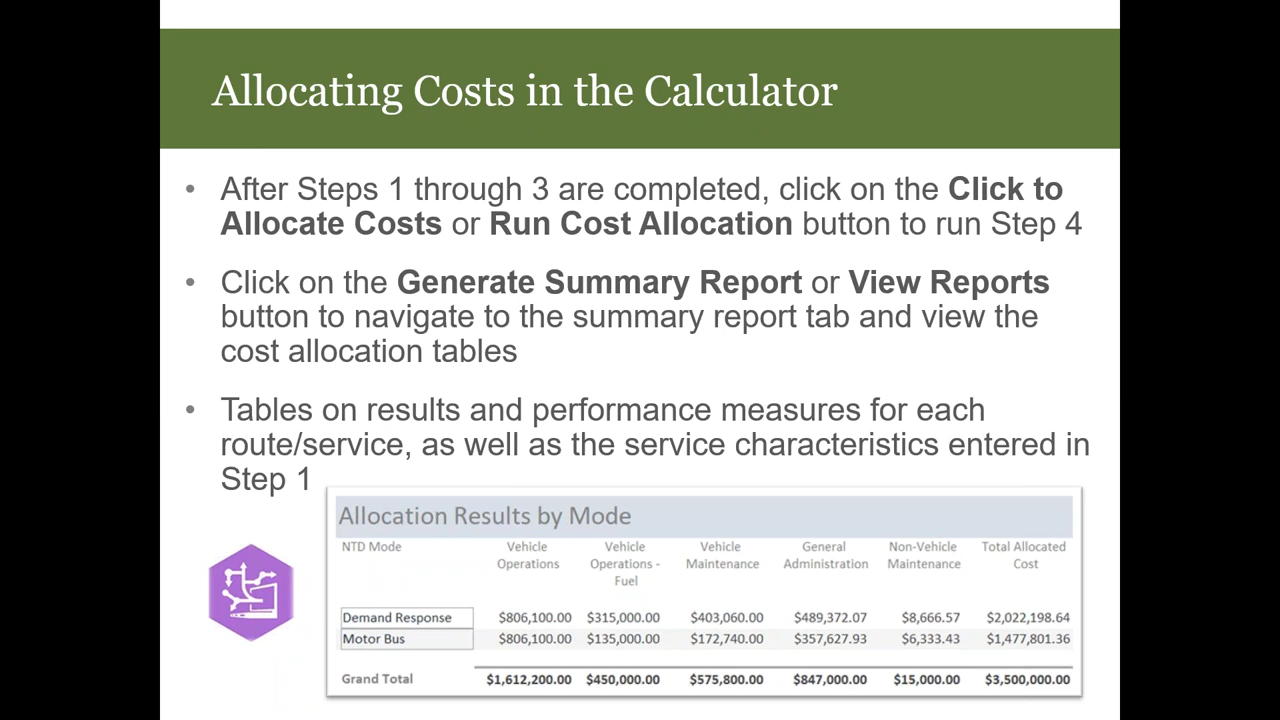 Allocating Costs in the Calculator
• After Steps 1 through 3 are completed, click on the Click to
Allocate Costs or Run Cost Allocation button to run Step 4
• Click on the Generate Summary Report or View Reports
button to navigate to the summary report tab and view the
cost allocation tables
• Tables on results and performance measures for each
route/service, as well as the service characteristics entered in
Step 1
Allocation Results by Mode
NTD Mode Vehicle Operations Vehicle Operations - Fuel Vehicle Maintenance General Administration Non-Vehicle Maintenance Total Allocated Cost
Demand Response $806,100.00 $315,000.00 $403,060.00 $489,372.07 $8,666.57 $2,022,198.64
Motor Bus $806,100.00 $135,000.00 $172,740.00 $357,627.93 $6,333.43 $1,477,801.36
Grand Total $1,612,200.00 $450,000.00 $575,800.00 $847,000.00 $15,000.00 $3,500,000.00